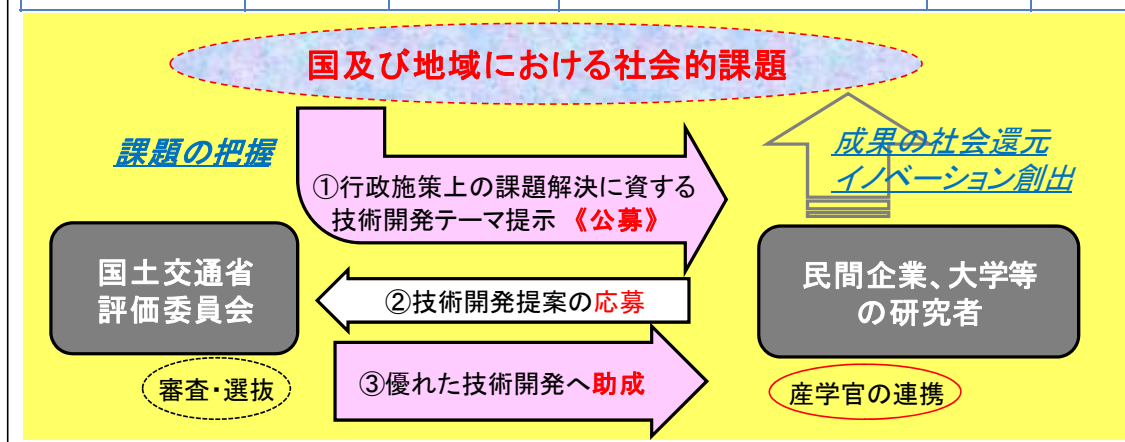 国及び地域における社会的課題
課題の把握
成果の社会還元
イノベーション創出
①行政施策上の課題解決に資する
技術開発テーマ提示 《公募》
国土交通省
評価委員会
民間企業、大学等
の研究者
②技術開発提案の応募
③優れた技術開発へ助成
審査・選抜
産学官の連携